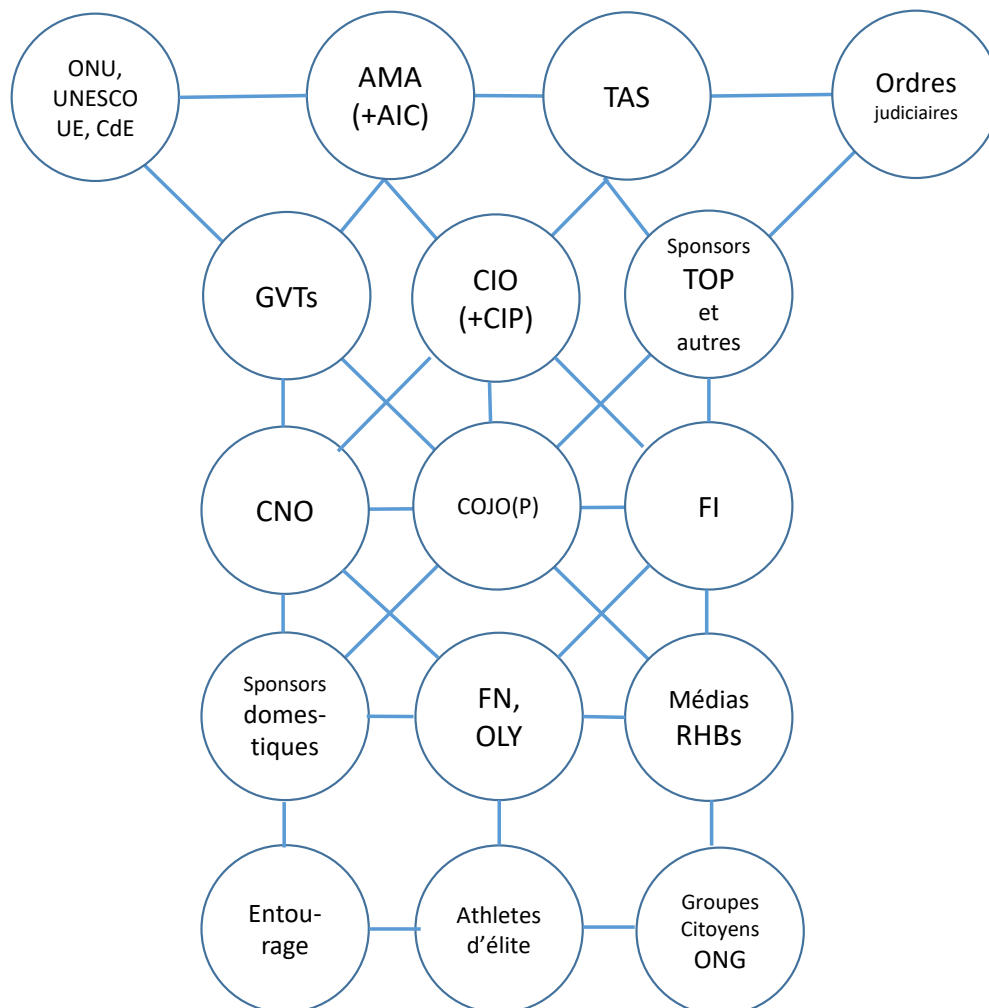 ONU,
UNESCO
UE, CdE
AMA
(+AIC)
TAS
Ordres
judiciaires
GVTs
CIO
(+CIP)
Sponsors
TOP
et
autres
CNO
COJO(P)
FI
Sponsors
domes-
tiques
FN,
OLY
Médias
RHBs
Entou-
rage
Athletes
d’élite
Groupes
Citoyens
ONG